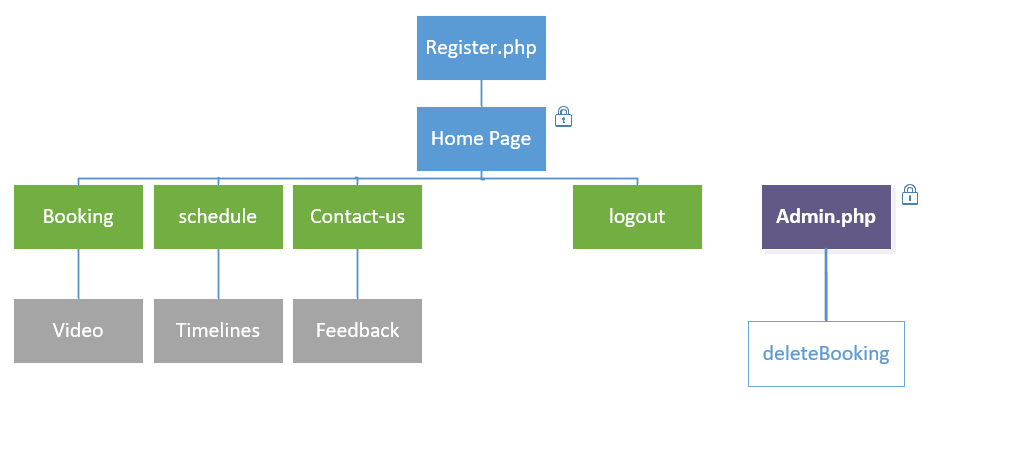 Register.php
Home Page
Booking
schedule
Contact-us
logout
Admin.php
Video
Timelines
Feedback
deleteBooking